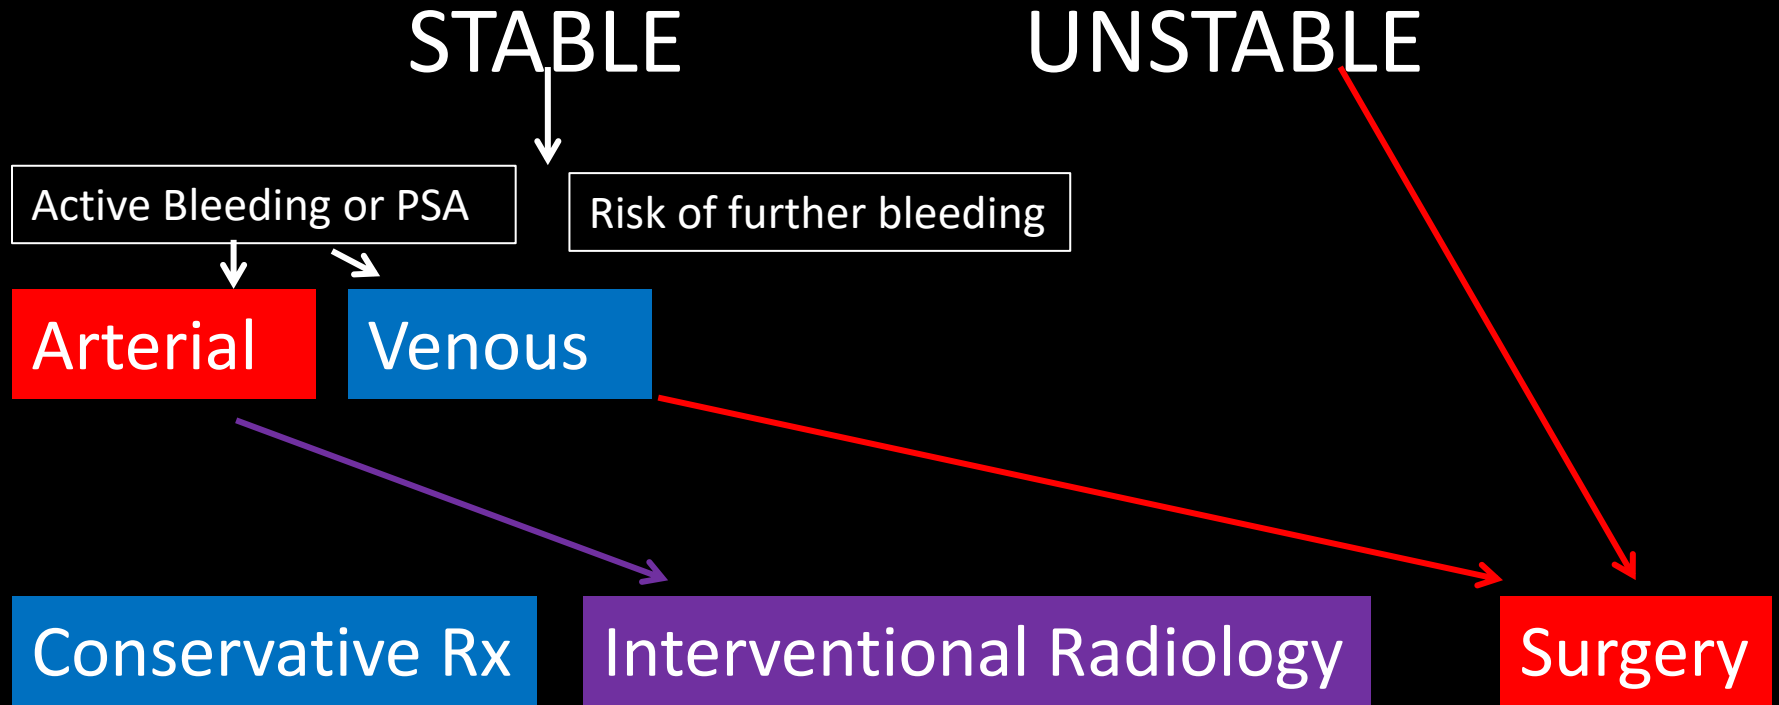 STABLE
UNSTABLE
Active Bleeding or PSA
Risk of further bleeding
Arterial
Venous
Conservative Rx
Interventional Radiology
Surgery